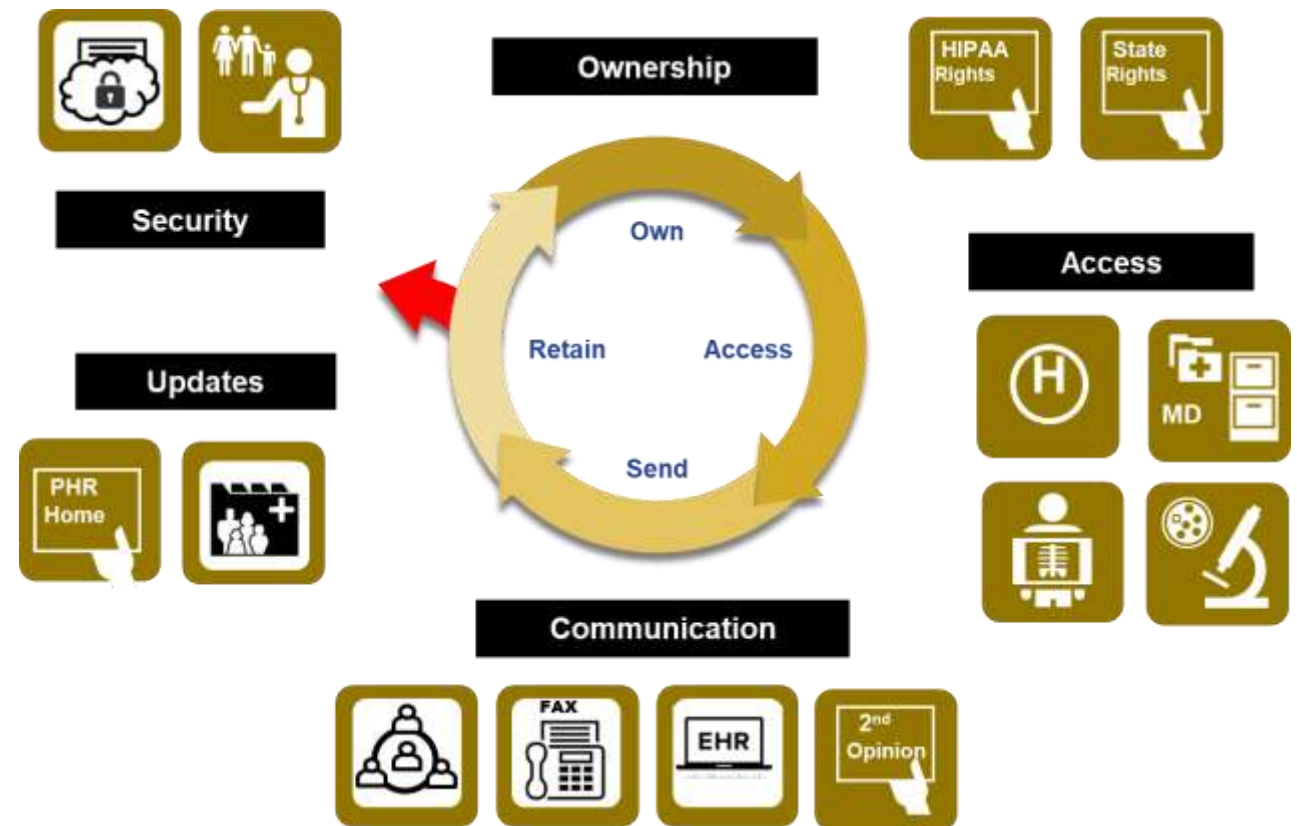 Ownership
HIPAA
Rights
State
Rights
Security
Own
Access
Retain
Access
H
MD
Updates
Send
PHR
Home
Communication
FAX
EHR
2nd
Opinion